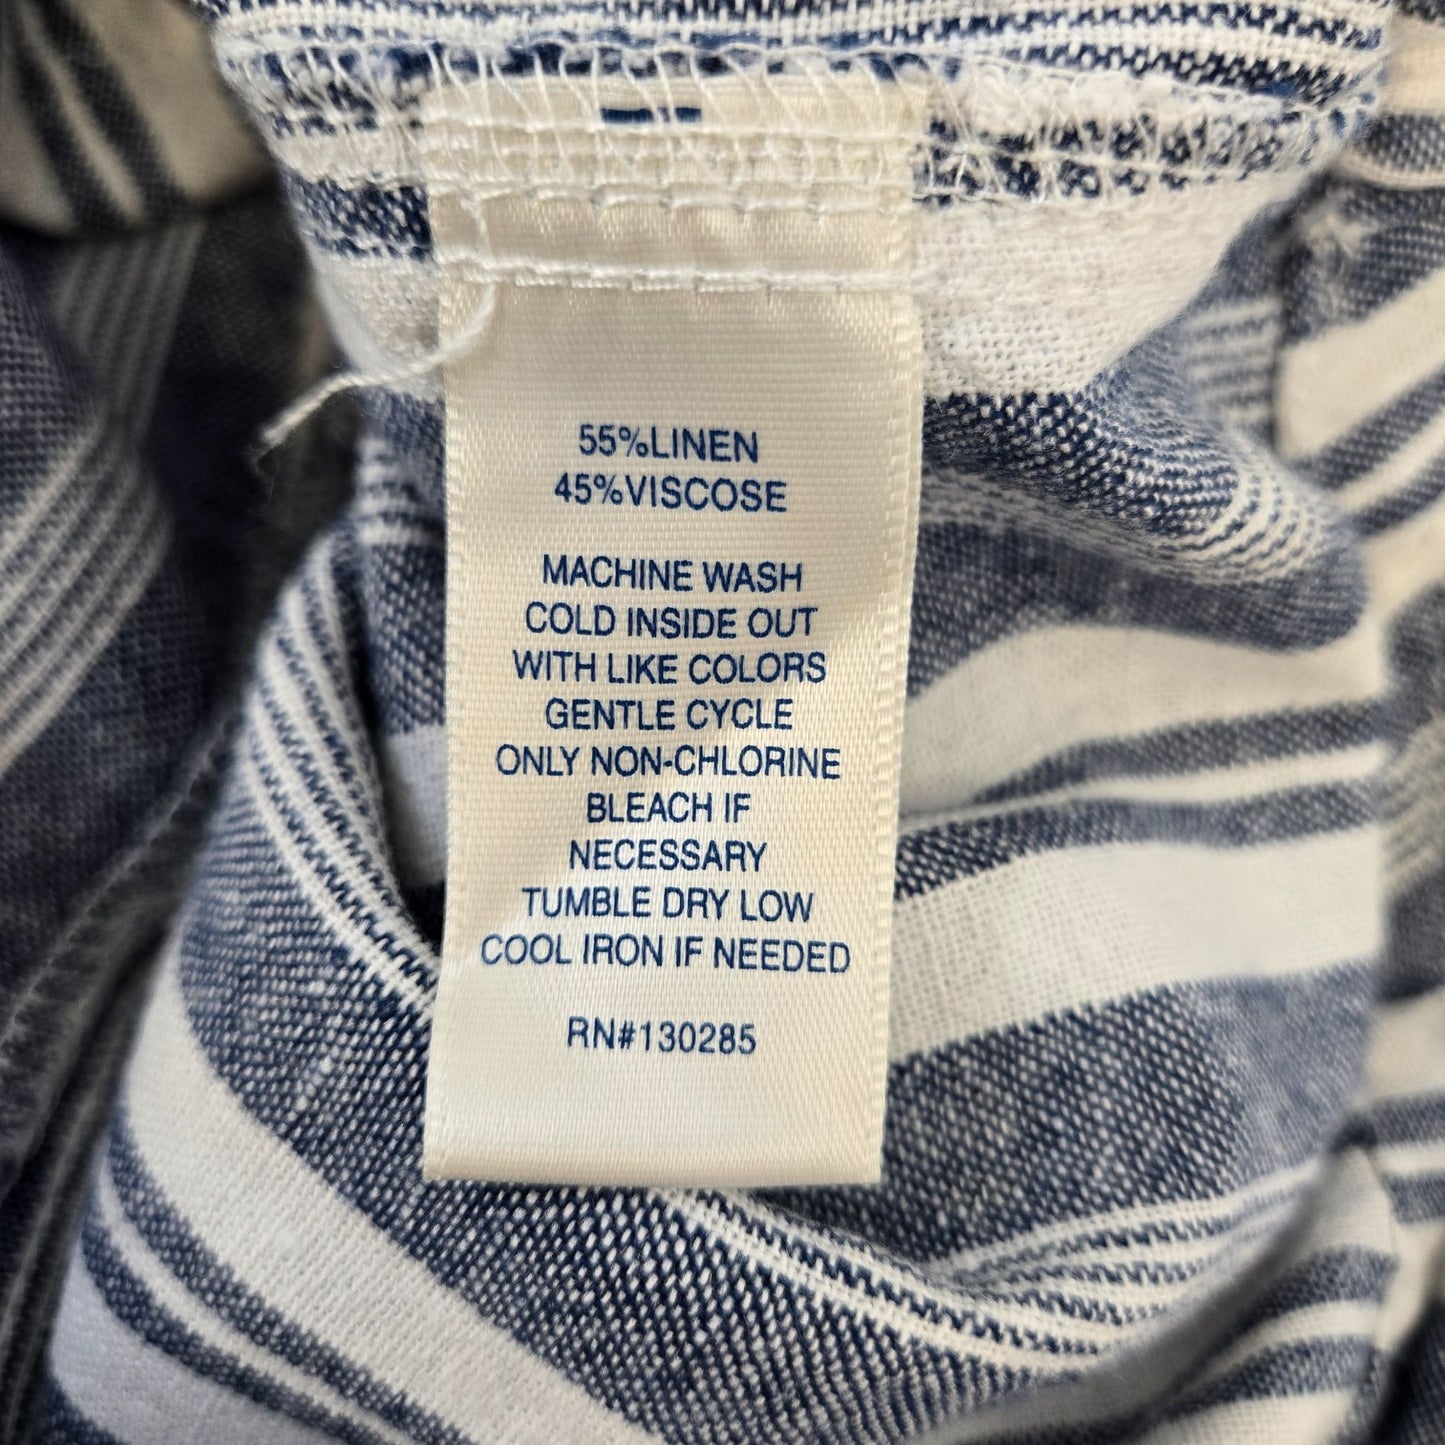 55%LINEN
45%VISCOSE
MACHINE WASH
COLD INSIDE OUT
WITH LIKE COLORS
GENTLE CYCLE
ONLY NON-CHLORINE
BLEACH IF
NECESSARY
TUMBLE DRY LOW
COOL IRON IF NEEDED
RN#130285